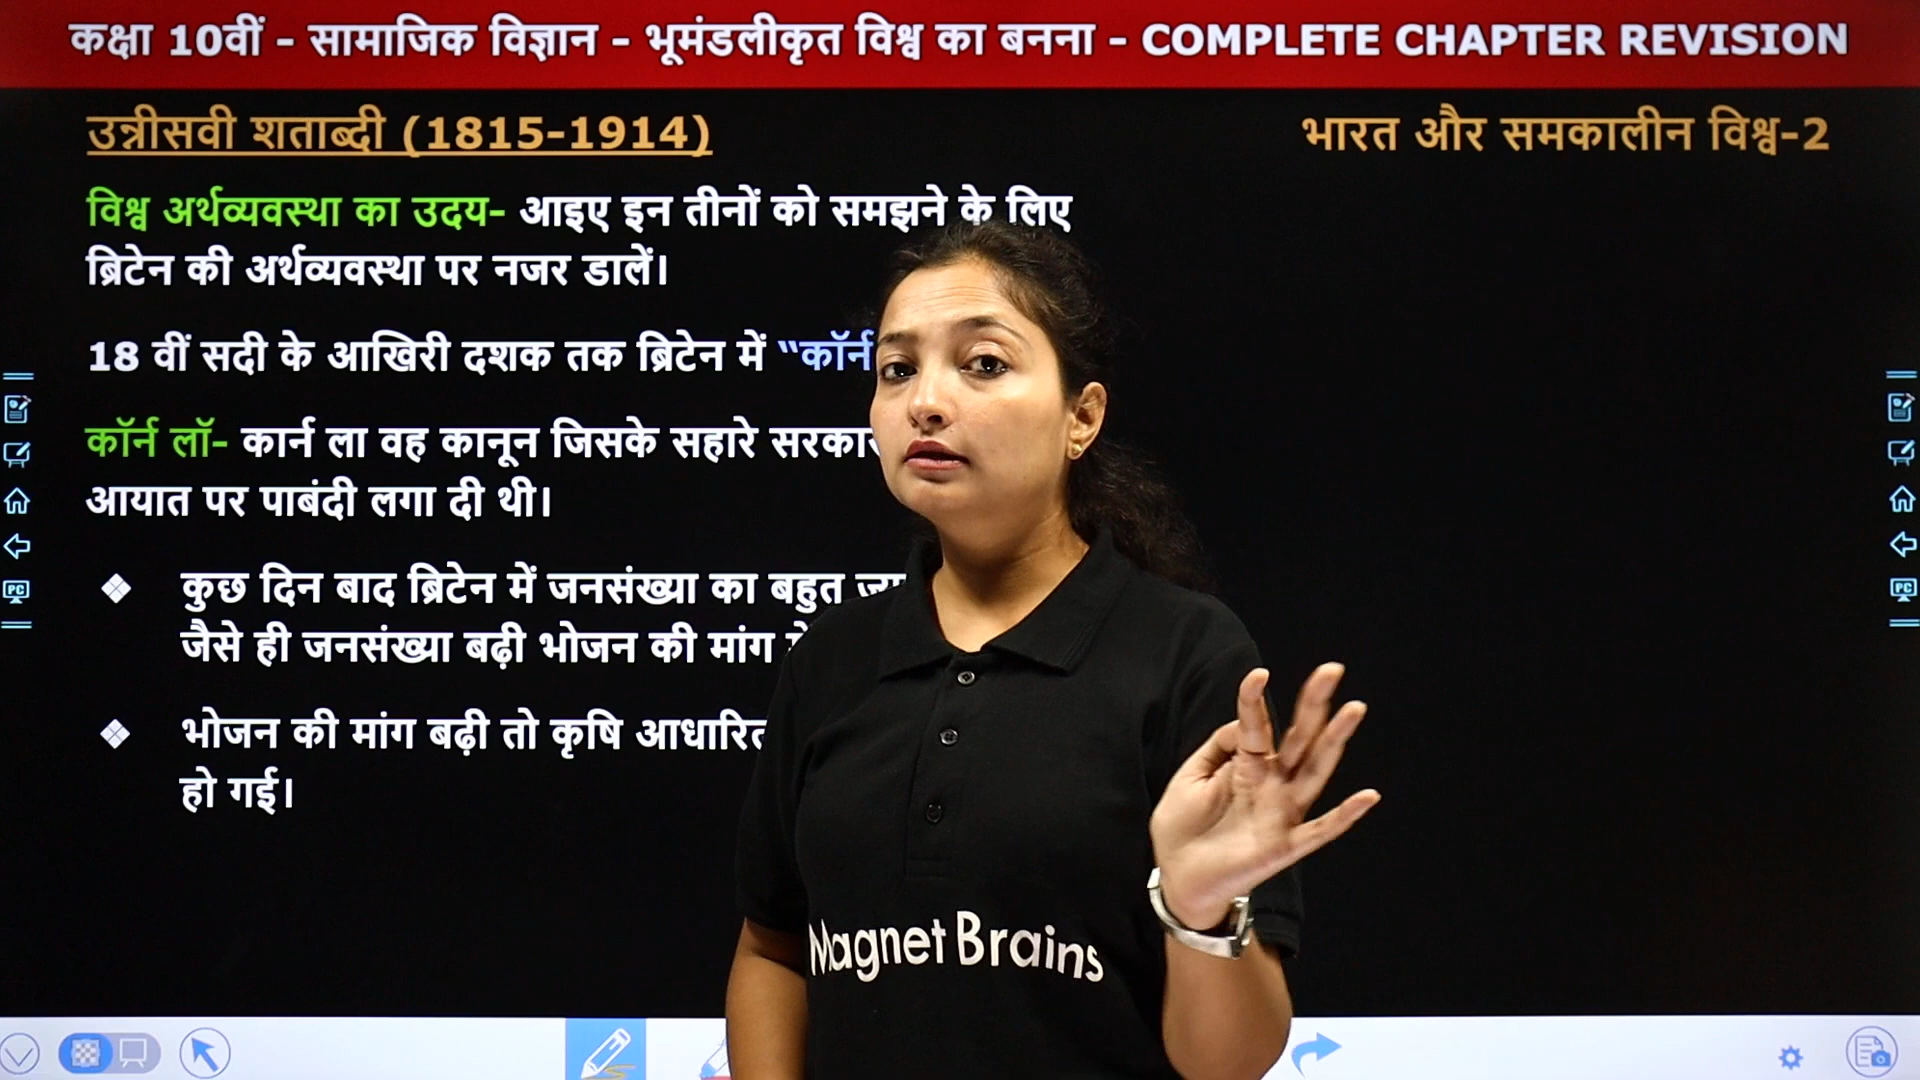 कक्षा 10वीं - सामाजिक विज्ञान - भूमंडलीकृत विश्व का बनना - COMPLETE CHAPTER REVISION
उन्नीसवी शताब्दी (1815-1914)
भारत और समकालीन विश्व-2
विश्व अर्थव्यवस्था का उदय- आइए इन तीनों को समझने के लिए
ब्रिटेन की अर्थव्यवस्था पर नजर डालें।
18 वीं सदी के आखिरी दशक तक ब्रिटेन में “कॉर्न
कॉर्न लॉ- कार्न ला वह कानून जिसके सहारे
आयात पर पाबंदी लगा दी थी।
❖ कुछ दिन बाद ब्रिटेन में जनसंख्या का बहुत
जैसे ही जनसंख्या बढ़ी भोजन की मांग
❖ भोजन की मांग बढ़ी तो कृषि
हो गई।
Magnet Brains
PC
PC